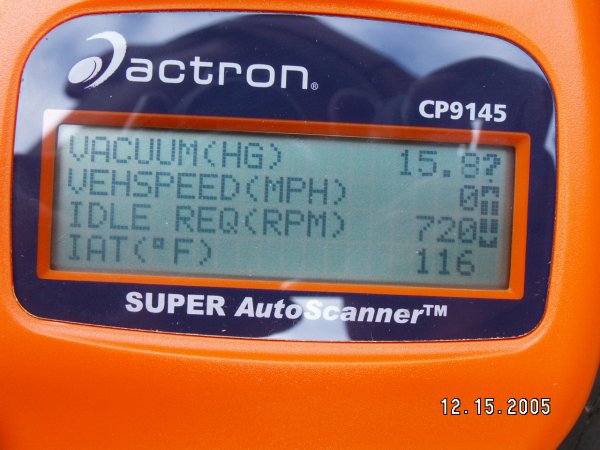 actron®
CP9145
VACUUM(HG) 15.8?
VEHSPEED(MPH) 0
IDLE REQ(RPM) 720
IAT(°F) 116
SUPER AutoScanner™
12.15.2005